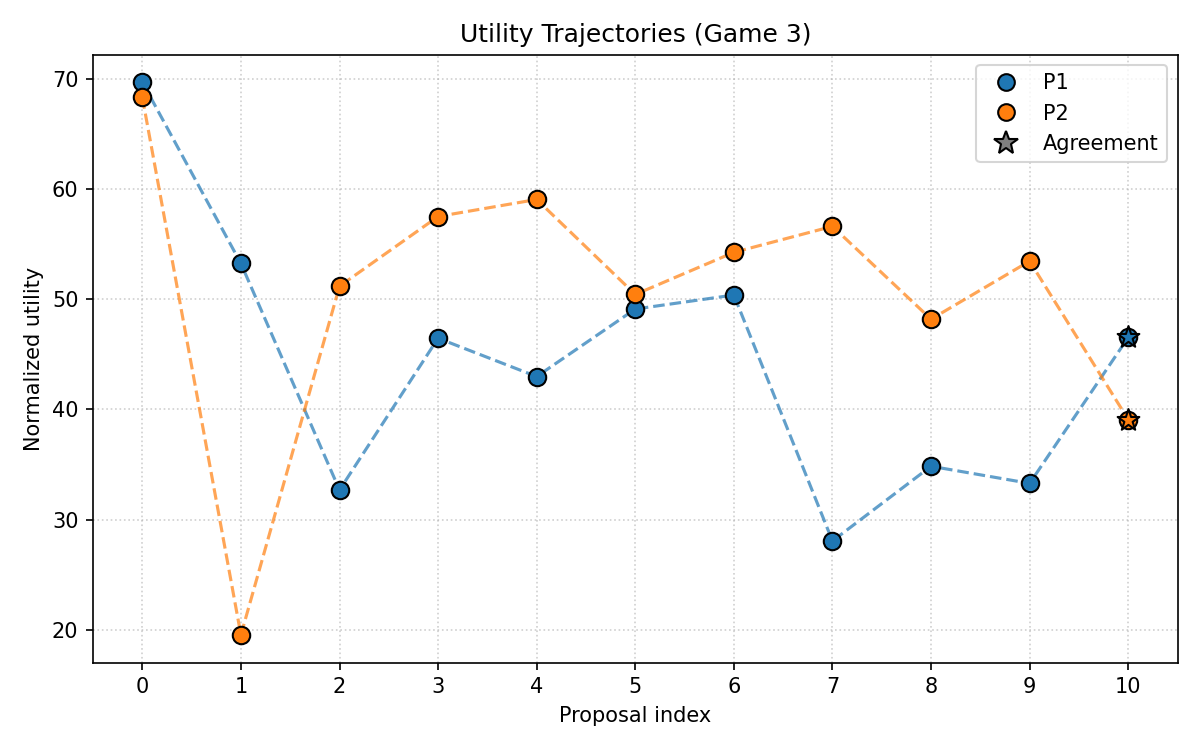 Utility Trajectories (Game 3)
P1
P2
Agreement
Normalized utility
70
60
50
40
30
20
0 1 2 3 4 5 6 7 8 9 10
Proposal index